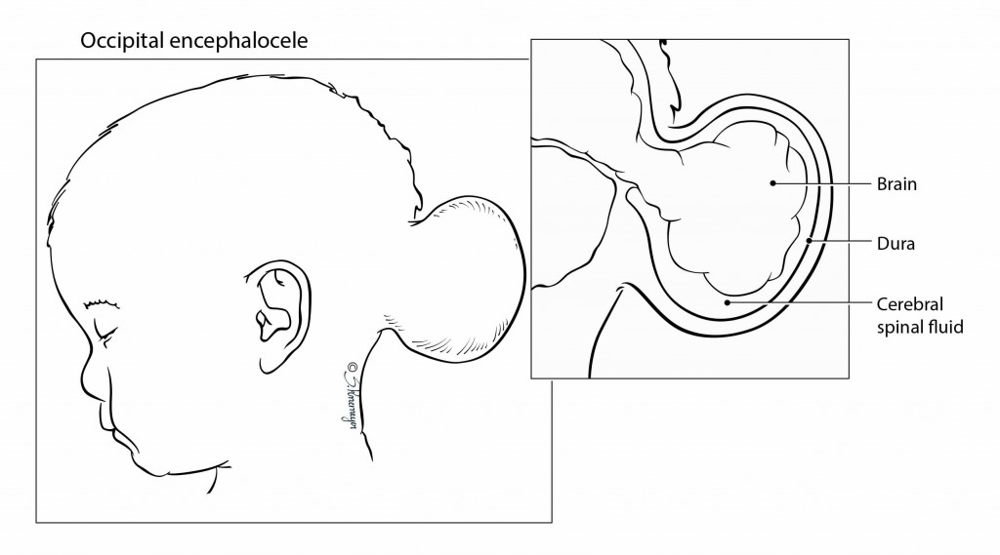 Occipital encephalocele
Brain
Dura
Cerebral
spinal fluid
©